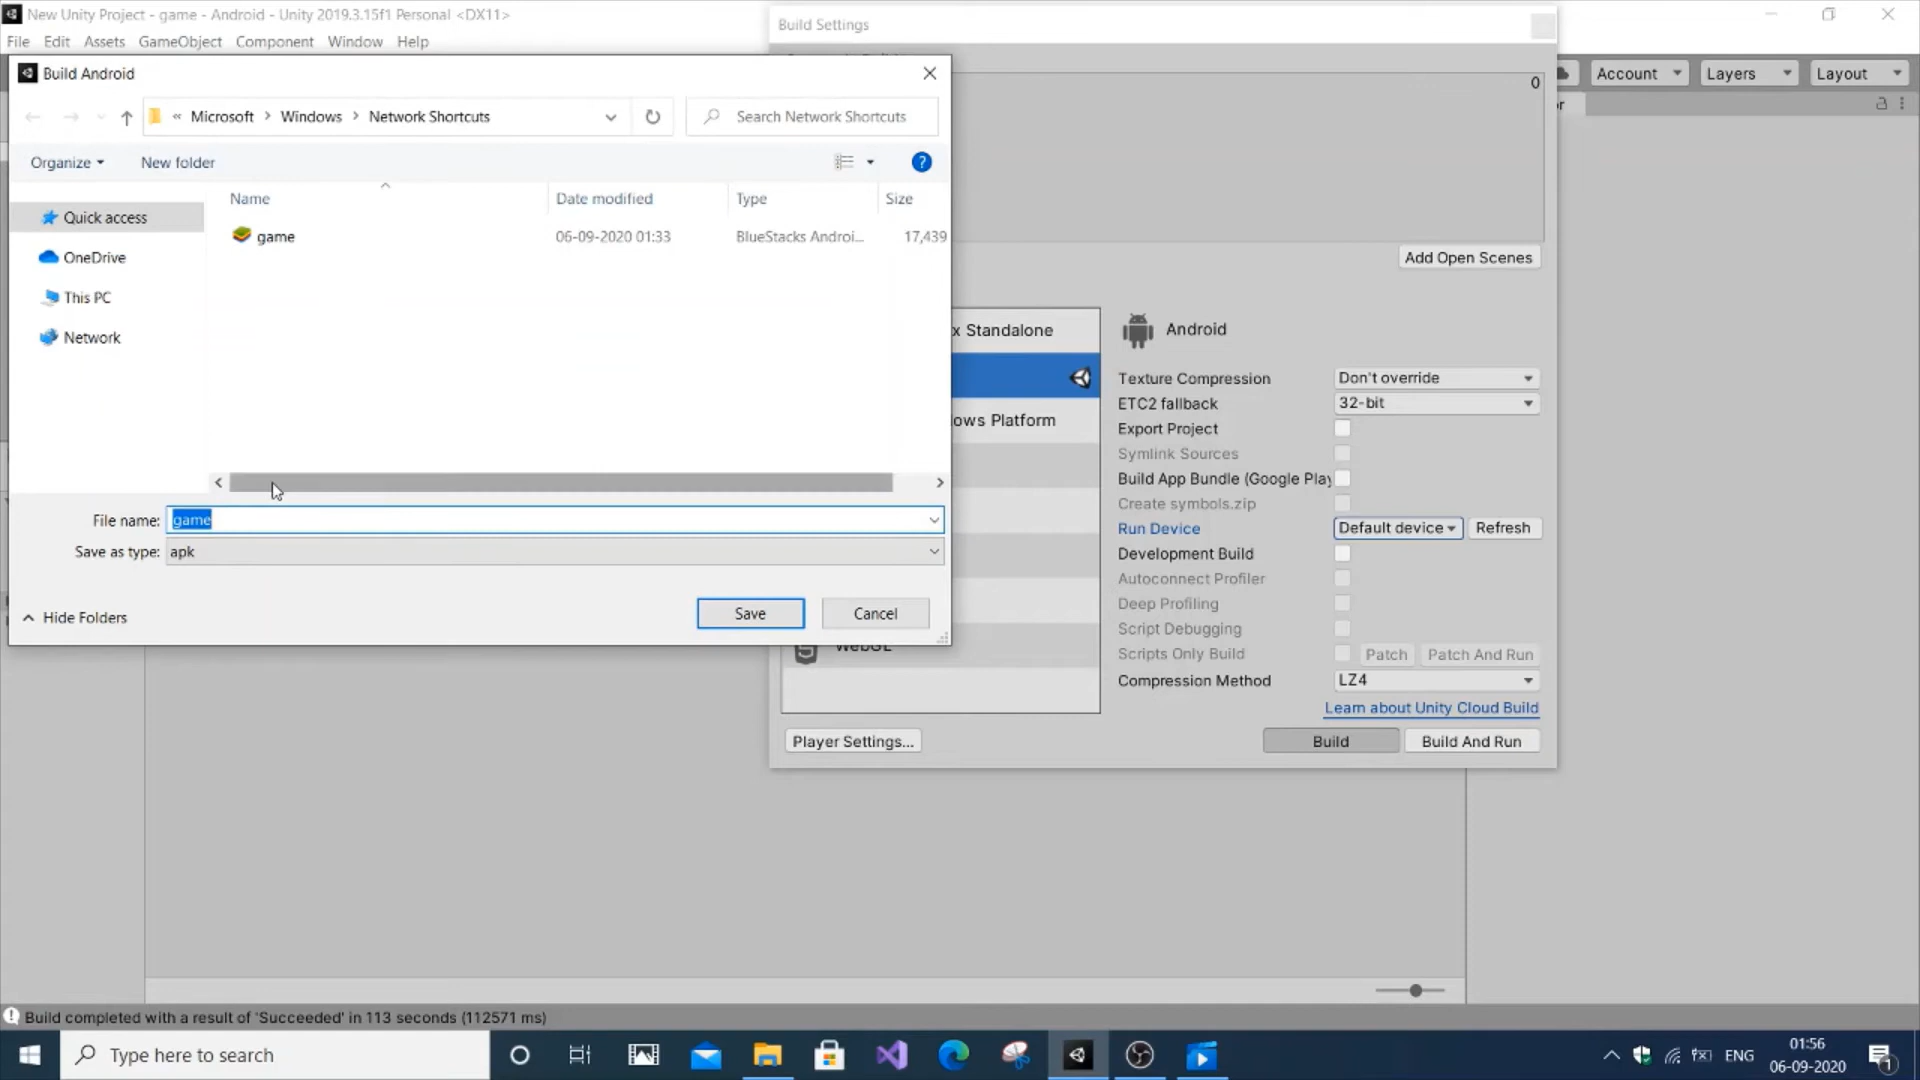 New Unity Project - game - Android - Unity 2019.3.15f1 Personal <DX11>
File Edit Assets GameObject Component Window Help
Build Settings
Account Layers Layout
Build Android
« Microsoft > Windows > Network Shortcuts
Search Network Shortcuts
Organize New folder
Name Date modified Type Size
Quick access
OneDrive
This PC
Network
game 06-09-2020 01:33 BlueStacks Androi... 17,439
File name: game
Save as type: apk
Hide Folders
Save Cancel
0
Add Open Scenes
x Standalone
ows Platform
WebGL
Android
Texture Compression Don't override
ETC2 fallback 32-bit
Export Project
Symlink Sources
Build App Bundle (Google Play
Create symbols.zip
Run Device Default device Refresh
Development Build
Autoconnect Profiler
Deep Profiling
Script Debugging
Scripts Only Build Patch Patch And Run
Compression Method LZ4
Learn about Unity Cloud Build
Player Settings... Build Build And Run
Build completed with a result of 'Succeeded' in 113 seconds (112571 ms)
Type here to search
ENG
01:56
06-09-2020
1